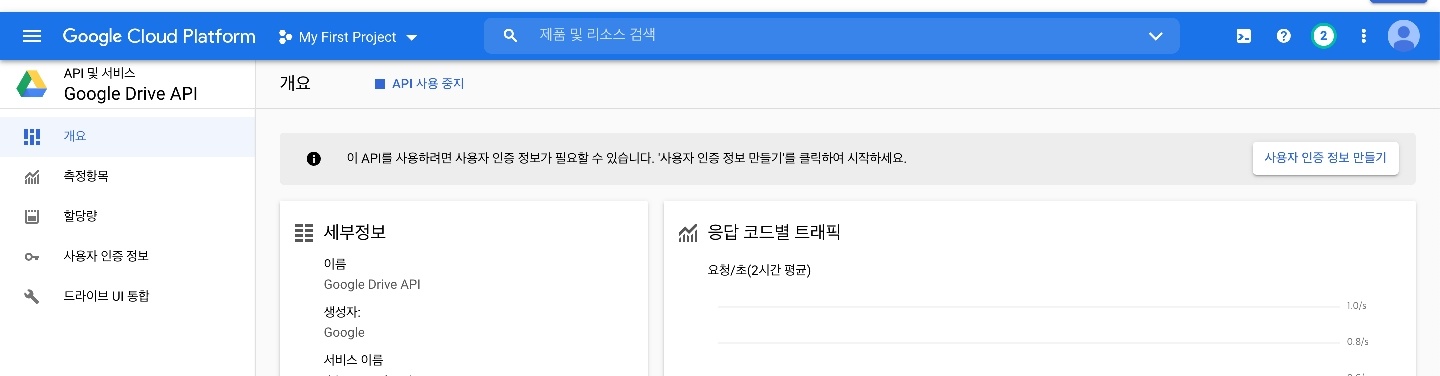 Google Cloud Platform
My First Project
제품 및 리소스 검색
2
API 및 서비스
Google Drive API
개요
측정항목
할당량
사용자 인증 정보
드라이브 UI 통합
개요
API 사용 중지
이 API를 사용하려면 사용자 인증 정보가 필요할 수 있습니다. '사용자 인증 정보 만들기'를 클릭하여 시작하세요.
사용자 인증 정보 만들기
세부정보
이름
Google Drive API
생성자:
Google
서비스 이름
응답 코드별 트래픽
요청/초(2시간 평균)
1.0/s
0.8/s